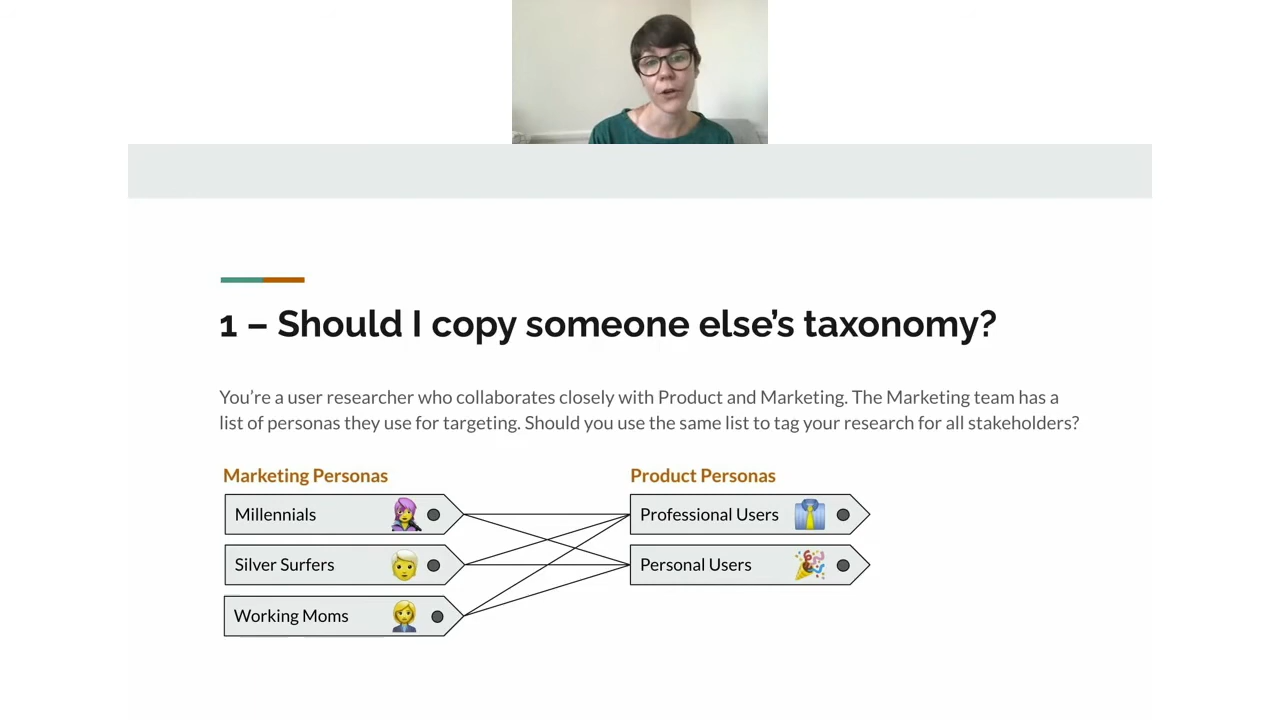 1 – Should I copy someone else’s taxonomy?
You’re a user researcher who collaborates closely with Product and Marketing. The Marketing team has a
list of personas they use for targeting. Should you use the same list to tag your research for all stakeholders?
Marketing Personas
Millennials
Silver Surfers
Working Moms
Product Personas
Professional Users
Personal Users